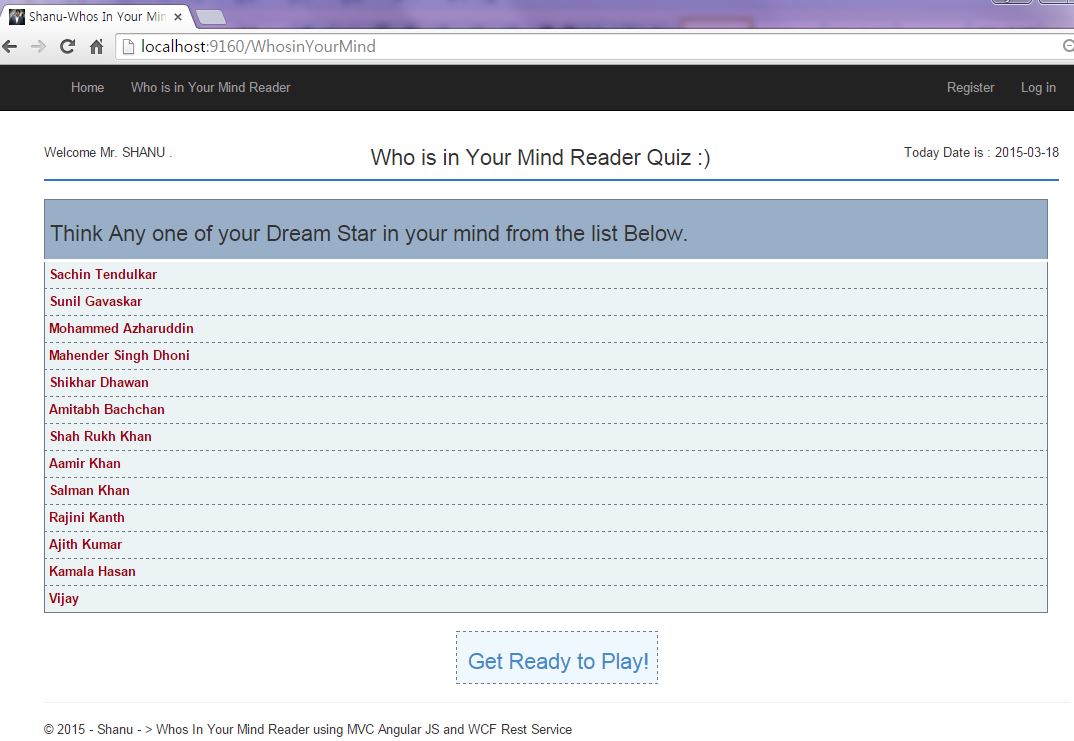 Shanu-Whos In Your Min
localhost:9160/WhosinYourMind
Home Who is in Your Mind Reader Register Log in
Welcome Mr. SHANU . Who is in Your Mind Reader Quiz :) Today Date is : 2015-03-18
Think Any one of your Dream Star in your mind from the list Below.
Sachin Tendulkar
Sunil Gavaskar
Mohammed Azharuddin
Mahender Singh Dhoni
Shikhar Dhawan
Amitabh Bachchan
Shah Rukh Khan
Aamir Khan
Salman Khan
Rajini Kanth
Ajith Kumar
Kamala Hasan
Vijay
Get Ready to Play!
© 2015 - Shanu - > Whos In Your Mind Reader using MVC Angular JS and WCF Rest Service